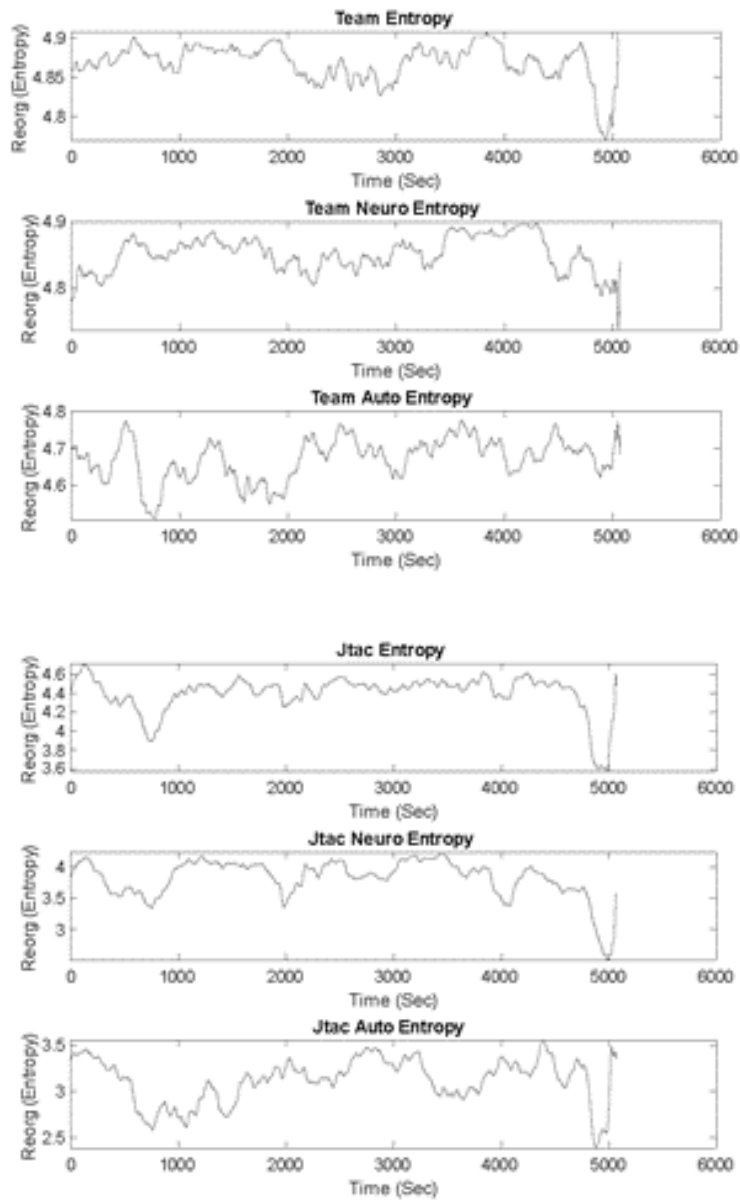 Team Entropy
Reorg (Entropy)
4.9
4.85
4.8
0 1000 2000 3000 4000 5000 6000
Time (Sec)
Team Neuro Entropy
Reorg (Entropy)
4.9
4.8
0 1000 2000 3000 4000 5000 6000
Time (Sec)
Team Auto Entropy
Reorg (Entropy)
4.8
4.7
4.6
0 1000 2000 3000 4000 5000 6000
Time (Sec)
Jtac Entropy
Reorg (Entropy)
4.6
4.4
4.2
4
3.8
3.6
0 1000 2000 3000 4000 5000 6000
Time (Sec)
Jtac Neuro Entropy
Reorg (Entropy)
4
3.5
3
0 1000 2000 3000 4000 5000 6000
Time (Sec)
Jtac Auto Entropy
Reorg (Entropy)
3.5
3
2.5
0 1000 2000 3000 4000 5000 6000
Time (Sec)